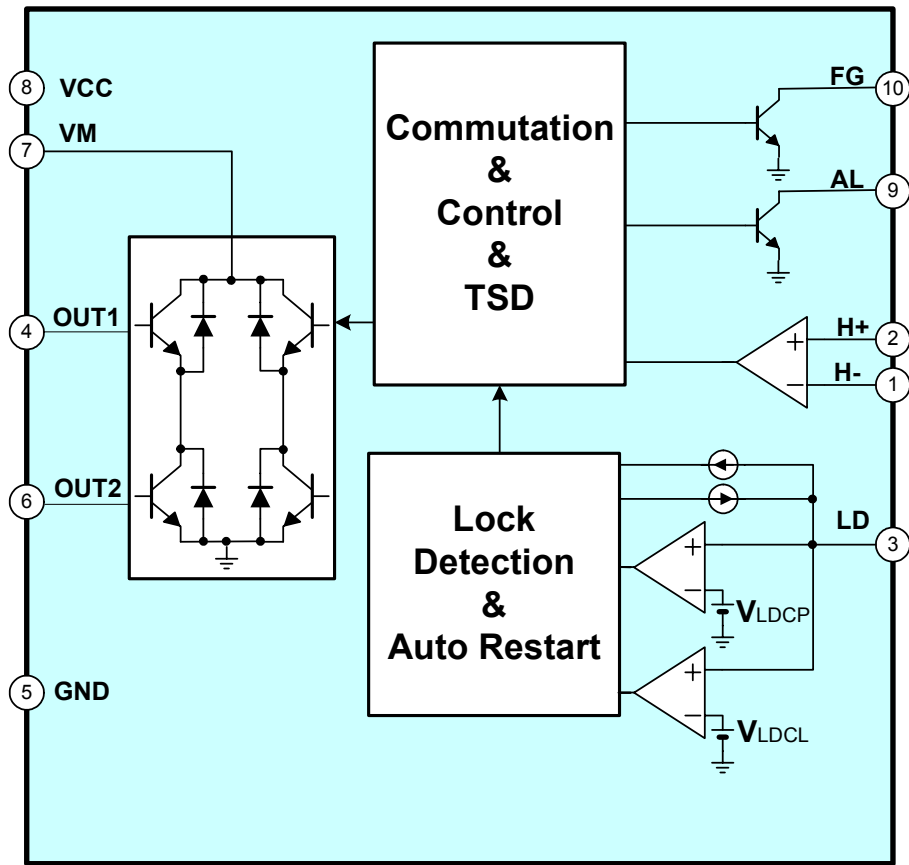 8 VCC
VM
7
4 OUT1
6 OUT2
5 GND
Commutation
&
Control
&
TSD
FG
10
AL
9
H+
2
H-
1
+
−
Lock
Detection
&
Auto Restart
LD
3
+
−
VLDCP
+
−
VLDCL